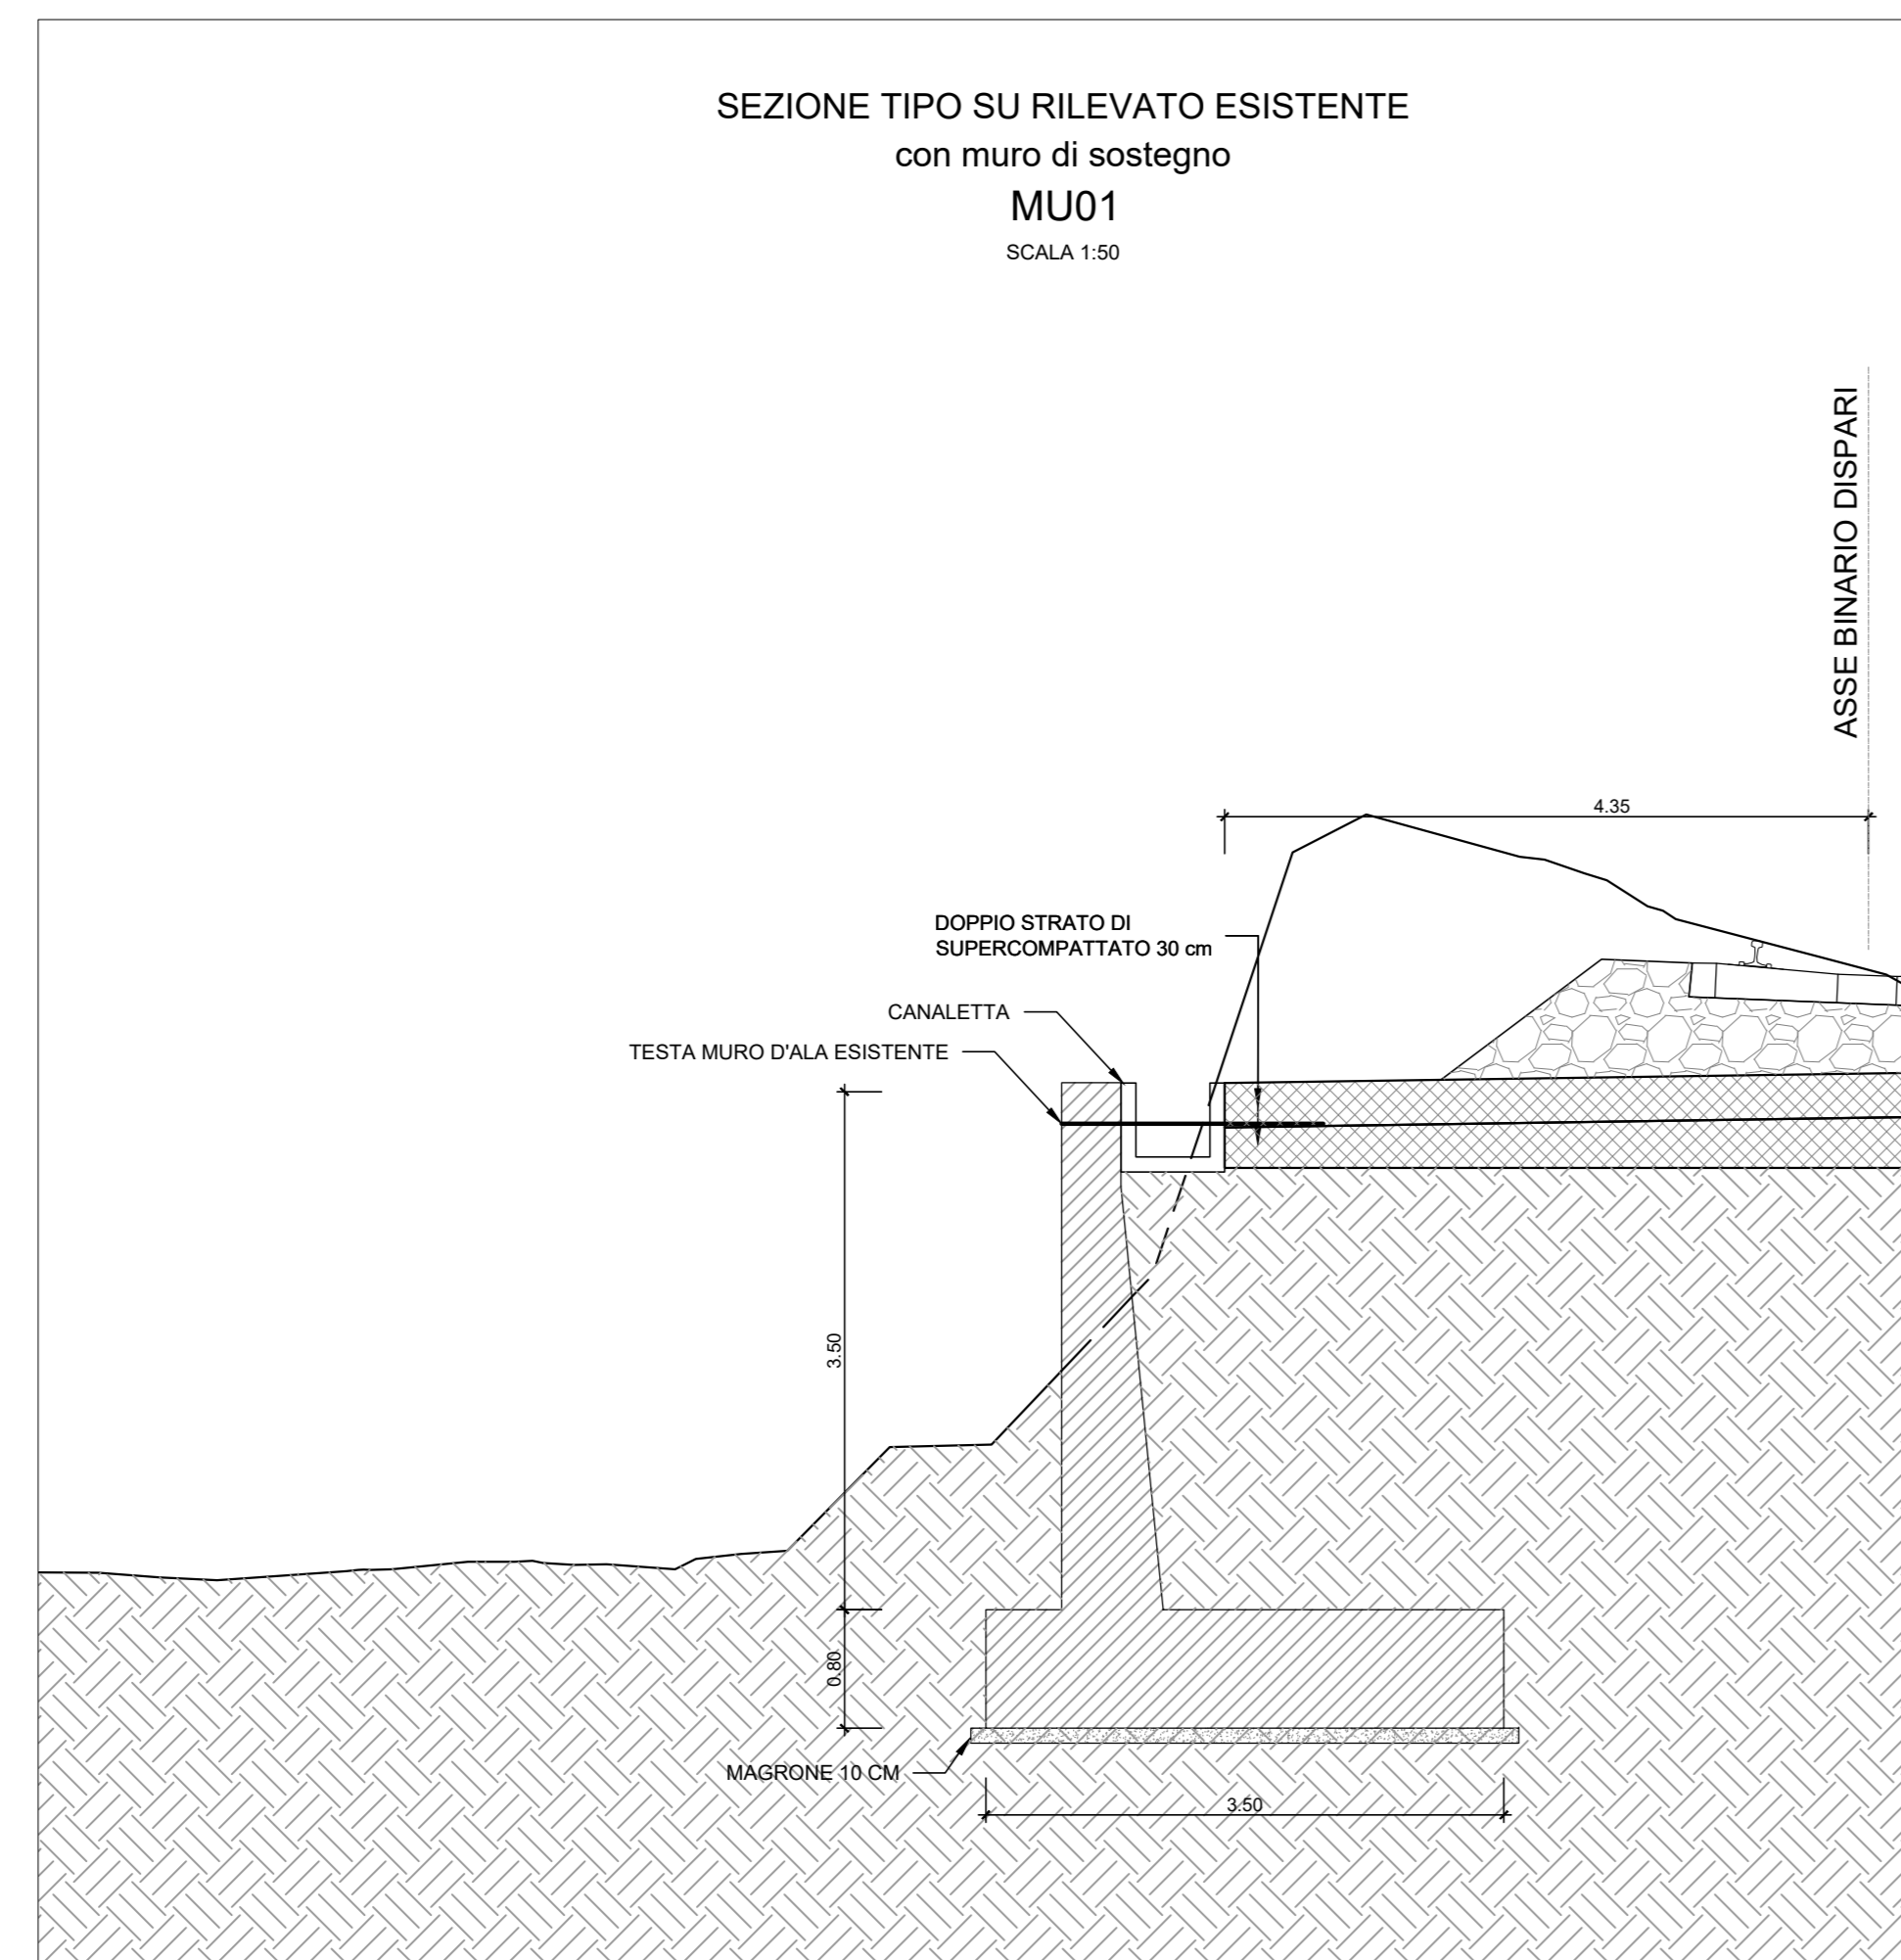 SEZIONE TIPO SU RILEVATO ESISTENTE
con muro di sostegno
MU01
SCALA 1:50
ASSE BINARIO DISPARI
4.35
DOPPIO STRATO DI
SUPERCOMPATTATO 30 cm
CANALETTA
TESTA MURO D'ALA ESISTENTE
3.50
0.80
MAGRONE 10 CM
3.50